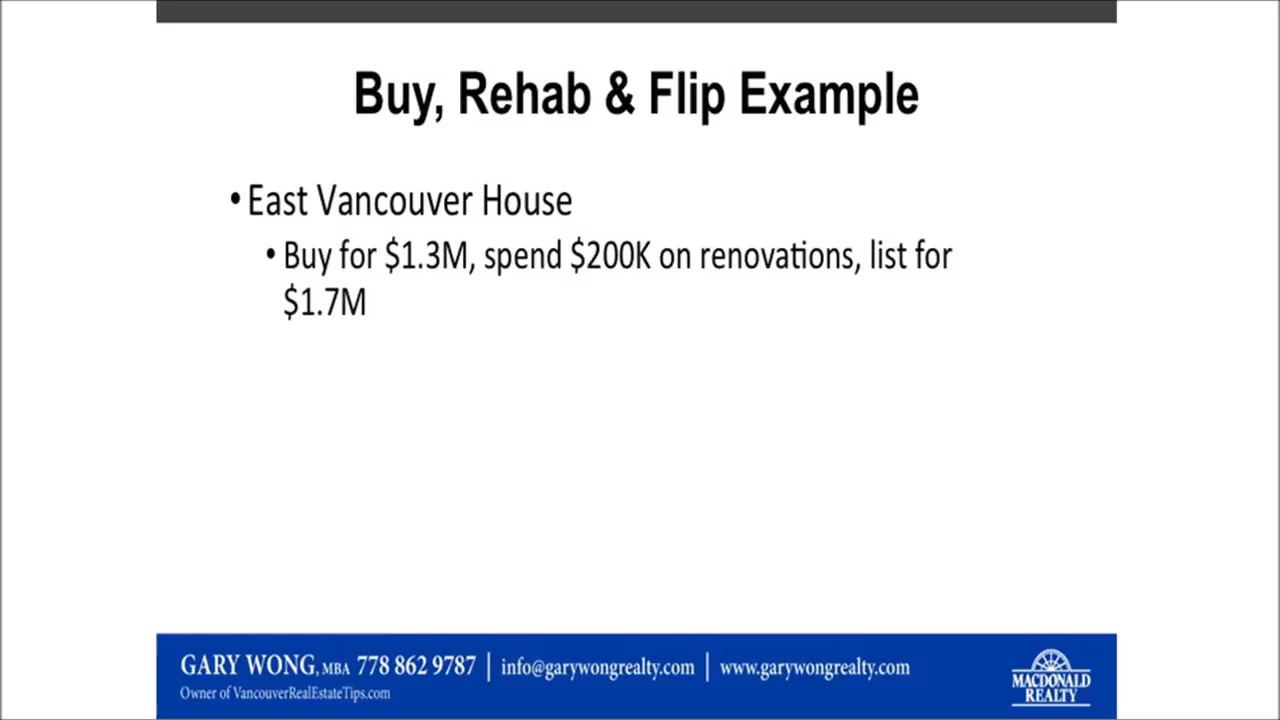 Buy, Rehab & Flip Example
• East Vancouver House
• Buy for $1.3M, spend $200K on renovations, list for
$1.7M
GARY WONG, MBA 778 862 9787 | info@garywongrealty.com | www.garywongrealty.com
Owner of VancouverRealEstateTips.com
MACDONALD
REALTY